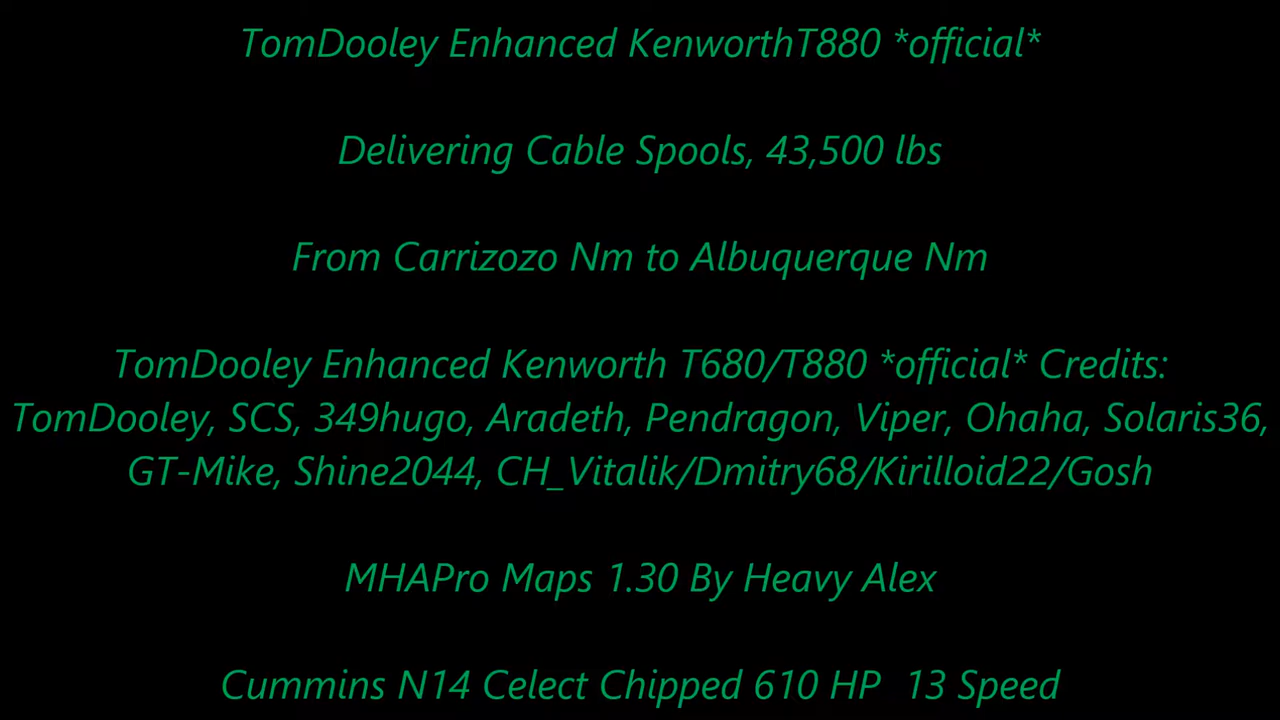 TomDooley Enhanced KenworthT880 *official*
Delivering Cable Spools, 43,500 lbs
From Carrizozo Nm to Albuquerque Nm
TomDooley Enhanced Kenworth T680/T880 *official* Credits:
TomDooley, SCS, 349hugo, Aradeth, Pendragon, Viper, Ohaha, Solaris36,
GT-Mike, Shine2044, CH_Vitalik/Dmitry68/Kirilloid22/Gosh
MHAPro Maps 1.30 By Heavy Alex
Cummins N14 Celect Chipped 610 HP  13 Speed